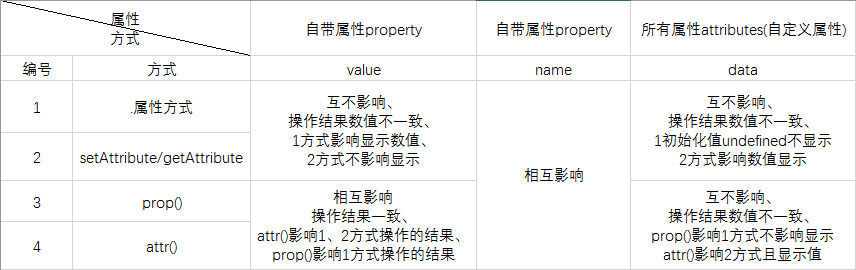 属性
方式
自带属性property
自带属性property
所有属性attributes(自定义属性)
编号
方式
value
name
data
1
.属性方式
互不影响、
操作结果数值不一致、
1方式影响显示数值、
2方式不影响显示
相互影响
互不影响、
操作结果数值不一致、
1初始化值undefined不显示
2方式影响数值显示
2
setAttribute/getAttribute
3
prop()
相互影响
操作结果一致、
attr()影响1、2方式操作的结果、
prop()影响1方式操作的结果
互不影响、
操作结果数值不一致、
prop()影响1方式不影响显示
attr()影响2方式且显示值
4
attr()